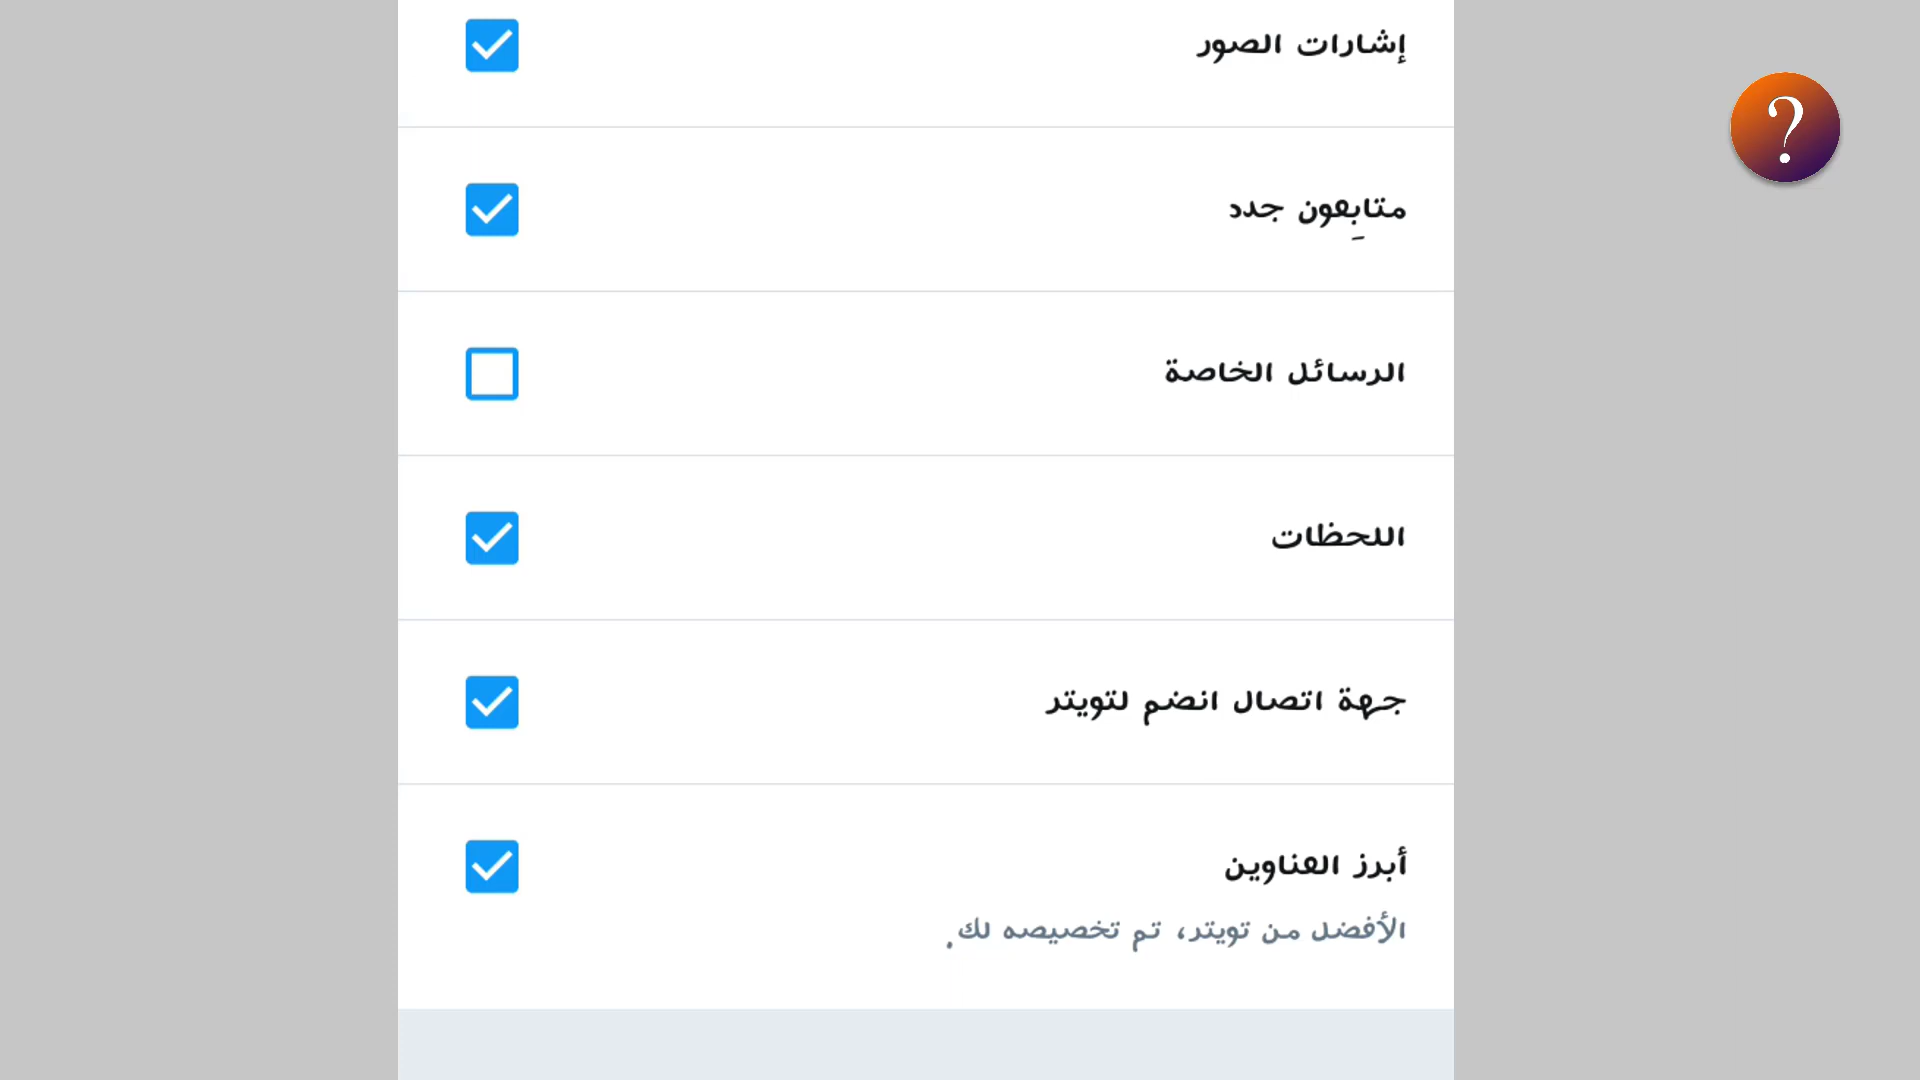 إشارات الصور
متابِعون جدد
الرسائل الخاصة
اللحظات
جهة اتصال انضم لتويتر
أبرز العناوين
الأفضل من تويتر، تم تخصيصه لك.
?